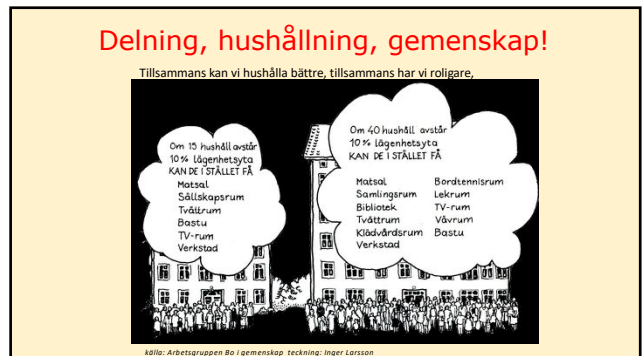 Delning, hushållning, gemenskap!
Tillsammans kan vi hushålla bättre, tillsammans har vi roligare,
Om 15 hushåll avstår
10% lägenhetsyta
KAN DE I STÄLLET FÅ
Matsal
Sällskapsrum
Tvättrum
Bastu
TV-rum
Verkstad
Om 40 hushåll avstår
10% lägenhetsyta
KAN DE I STÄLLET FÅ
Matsal
Samlingsrum
Bibliotek
Tvättrum
Klädvårdsrum
Verkstad
Bordtennisrum
Lekrum
TV-rum
Vävrum
Bastu
källa: Arbetsgruppen Bo i gemenskap teckning: Inger Larsson